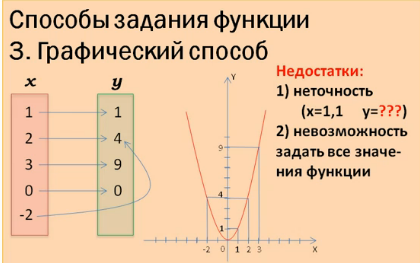 Способы задания функции
3. Графический способ
x y
1 1
2 4
3 9
0 0
-2
Y
9
4
1
-2 0 1 2 3 X
Недостатки:
1) неточность
(x=1,1 y=???)
2) невозможность
задать все значе-
ния функции